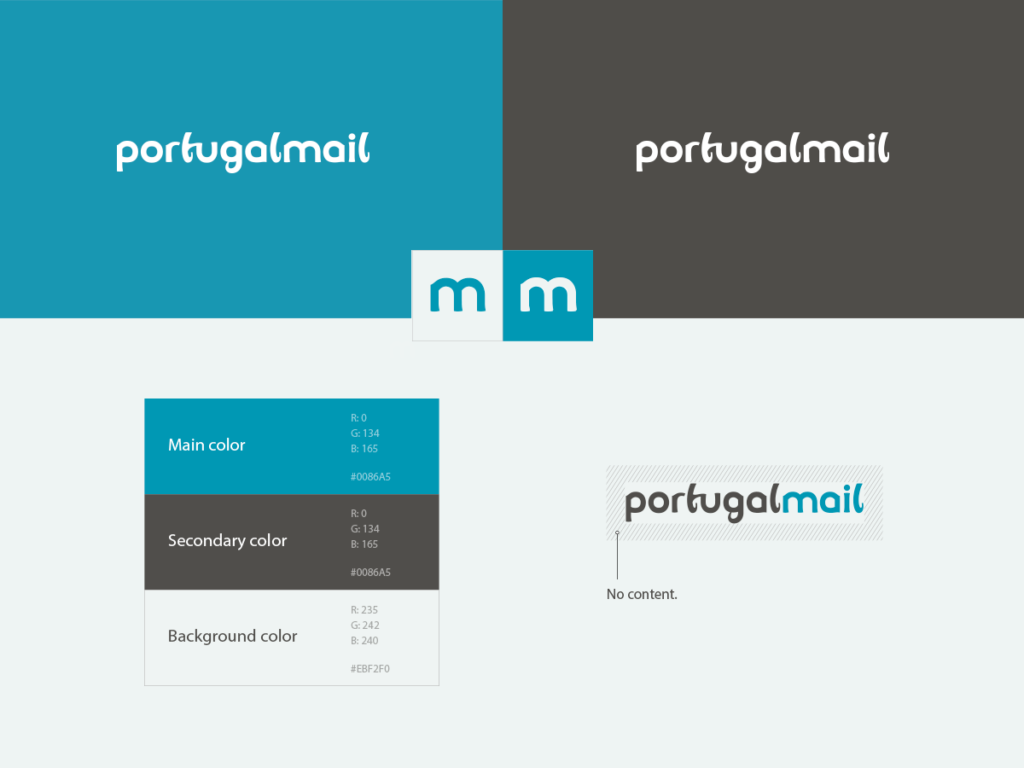 portugalmail
portugalmail
m
m
Main color
R: 0
G: 134
B: 165
#0086A5
Secondary color
R: 0
G: 134
B: 165
#0086A5
Background color
R: 235
G: 242
B: 240
#EBF2F0
portugalmail
No content.